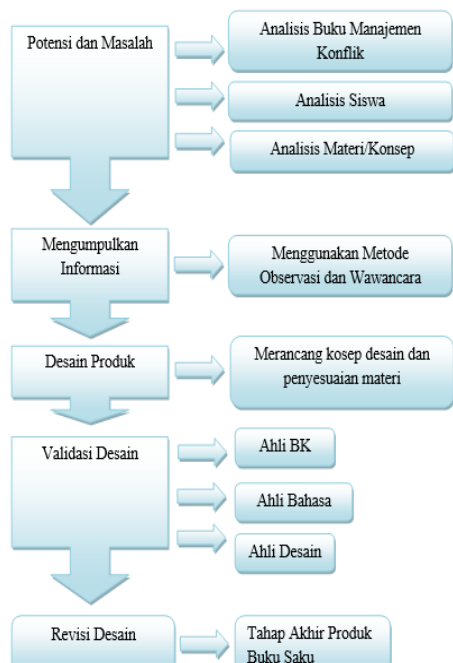 Potensi dan Masalah
Analisis Buku Manajemen
Konflik
Analisis Siswa
Analisis Materi/Konsep
Mengumpulkan
Informasi
Menggunakan Metode
Observasi dan Wawancara
Desain Produk
Merancang kosep desain dan
penyesuaian materi
Validasi Desain
Ahli BK
Ahli Bahasa
Ahli Desain
Revisi Desain
Tahap Akhir Produk
Buku Saku